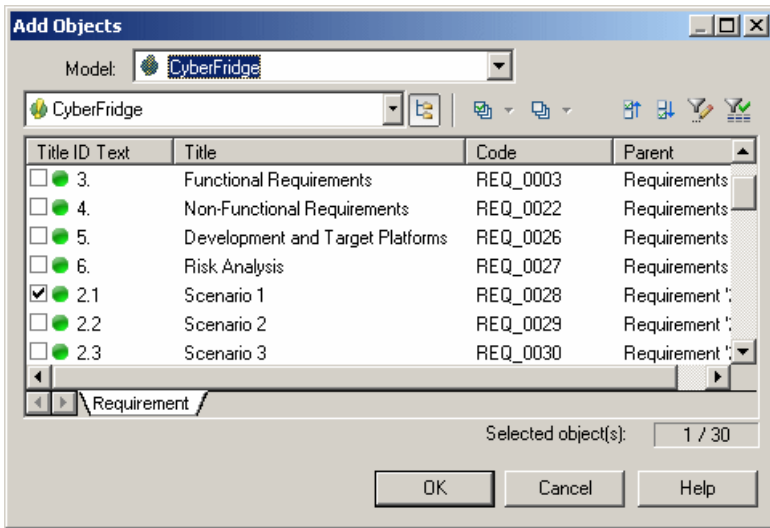 Add Objects
Model: CyberFridge
CyberFridge
Title ID Text Title Code Parent
3. Functional Requirements REQ_0003 Requirements
4. Non-Functional Requirements REQ_0022 Requirements
5. Development and Target Platforms REQ_0026 Requirements
6. Risk Analysis REQ_0027 Requirements
2.1 Scenario 1 REQ_0028 Requirement '2
2.2 Scenario 2 REQ_0029 Requirement '2
2.3 Scenario 3 REQ_0030 Requirement '2
Requirement
Selected object(s): 1 / 30
OK Cancel Help